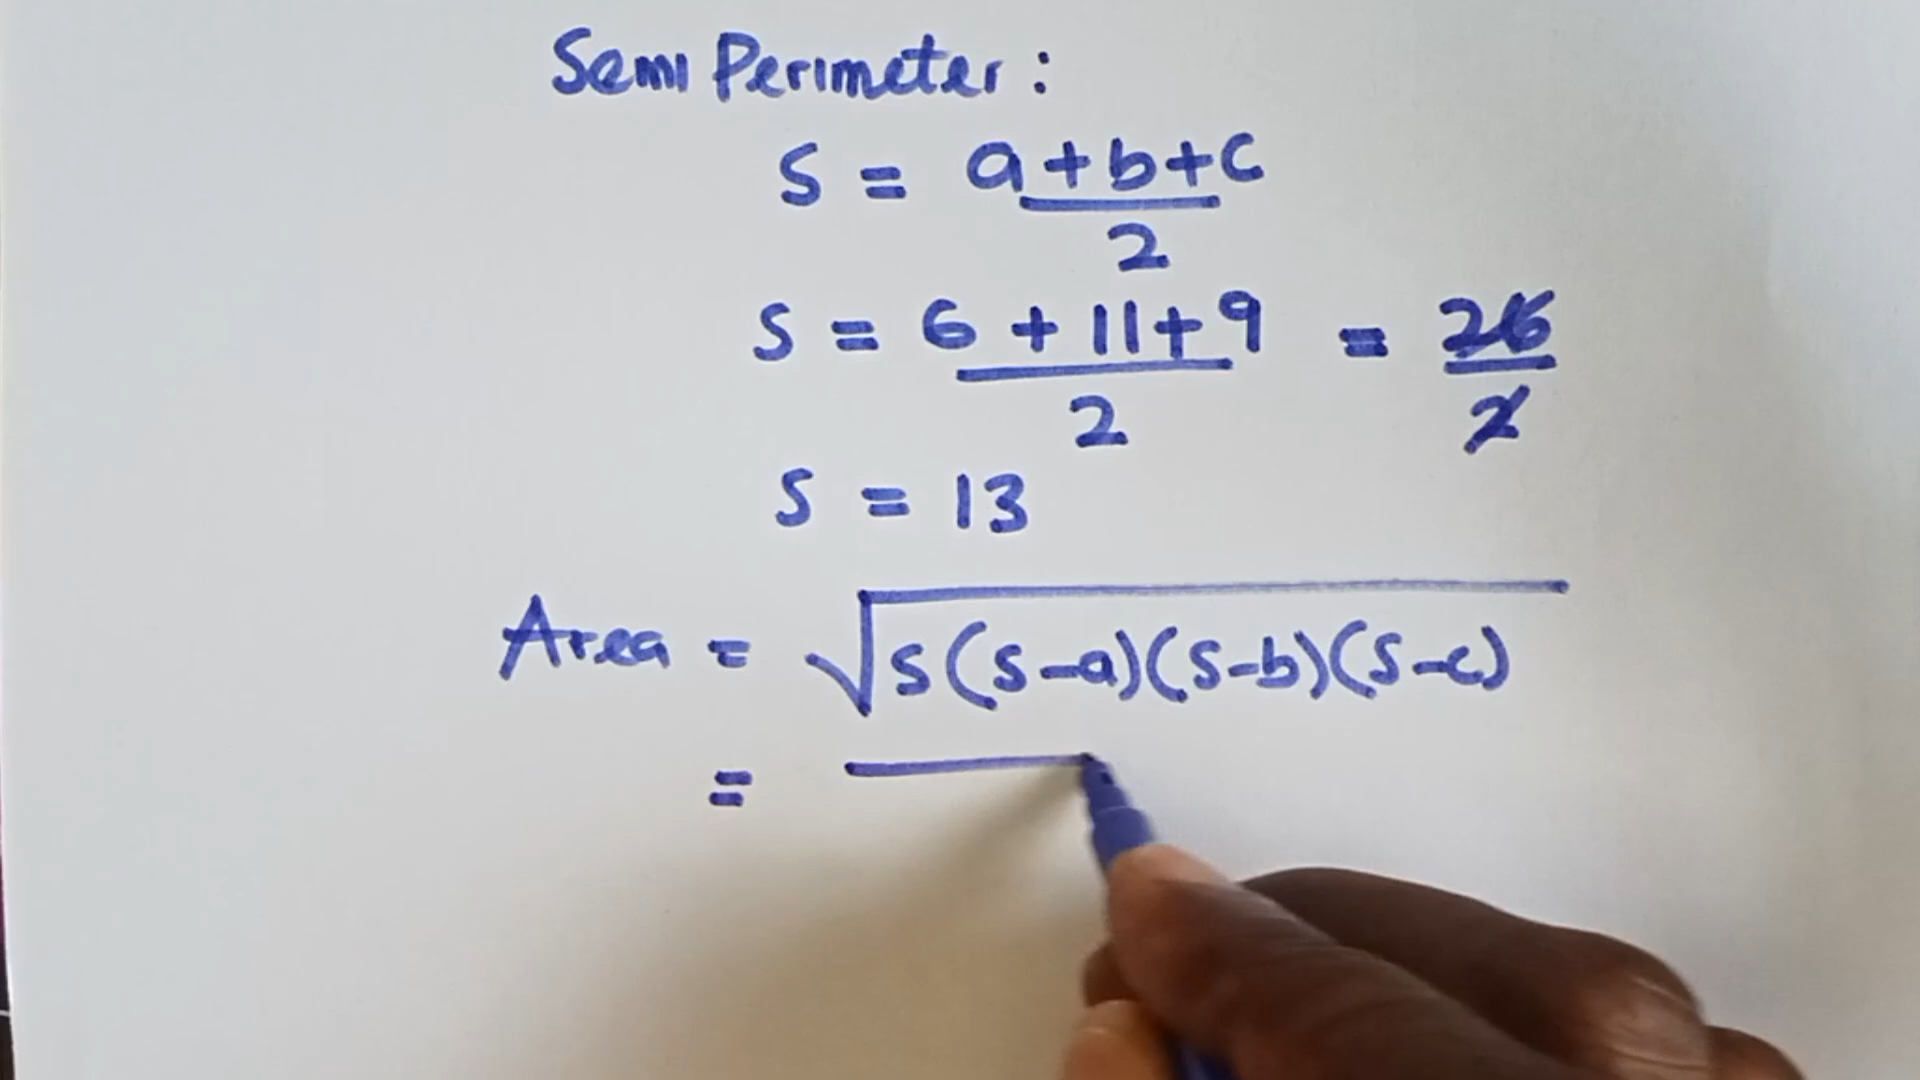 Semi Perimeter:
S = a+b+c / 2
S = 6+11+9 / 2 = 26 / 2
S = 13
Area = √s(s-a)(s-b)(s-c)
=